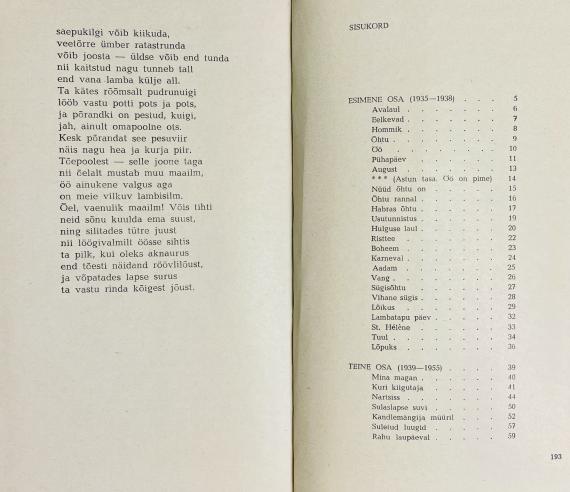 saepukilgi võib kiikuda,
veetõrre ümber ratastrunda
võib joosta — üldse võib end tunda
nii kaitstud nagu tunneb tall
end vana lamba külje all.
Ta kätes rõõmsalt pudrunuigi
lööb vastu potti pots ja pots,
ja põrandki on pestud, kuigi,
jah, ainult omapoolne ots.
Kesk põrandat see pesuviir
näis nagu hea ja kurja piir.
Tõepoolest — selle joone taga
nii õelalt mustab muu maailm,
öö ainukene valgus aga
on meie vilkuv lambisilm.
Oel, vaenulik maailm! Võis tihti
neid sõnu kuulda ema suust,
ning silitades tütre juust
nii löögivalmilt öösse sihtis
ta pilk, kui oleks aknaurus
end tõesti näidand röövlilõust,
ja võpatades lapse surus
ta vastu rinda kõigest jõust.
SISUKORD
ESIMENE OSA (1935—1938) . . . 5
Avalaul . . . . . 6
Eelkevad . . . . . 7
Hommik . . . . . 8
Õhtu . . . . . 9
Öö . . . . . 10
Pühapäev . . . . . 11
August . . . . . 13
* * * (Astun tasa. Öö on pime) 14
Nüüd õhtu on . . . . 15
Õhtu rannal . . . . 16
Habras õhtu . . . . 17
Usutunnistus . . . . 19
Hulguse laul . . . . 20
Risttee . . . . . 22
Boheem . . . . . 23
Karneval . . . . . 24
Aadam . . . . . 25
Vang . . . . . 26
Sügisõhtu . . . . . 27
Vihane sügis . . . . 28
Lõikus . . . . . 29
Lambatapu päev . . . . 32
St. Hélène . . . . . 33
Tuul . . . . . 34
Lõpuks . . . . . 36
TEINE OSA (1939—1955) . . . 39
Mina magan . . . . . 40
Kuri kiigutaja . . . . 41
Nartsiss . . . . . 44
Sulaslapse suvi . . . . 50
Kandlemängija müüril . . . 52
Suletud luugid . . . . 57
Rahu laupäeval . . . . 59
193